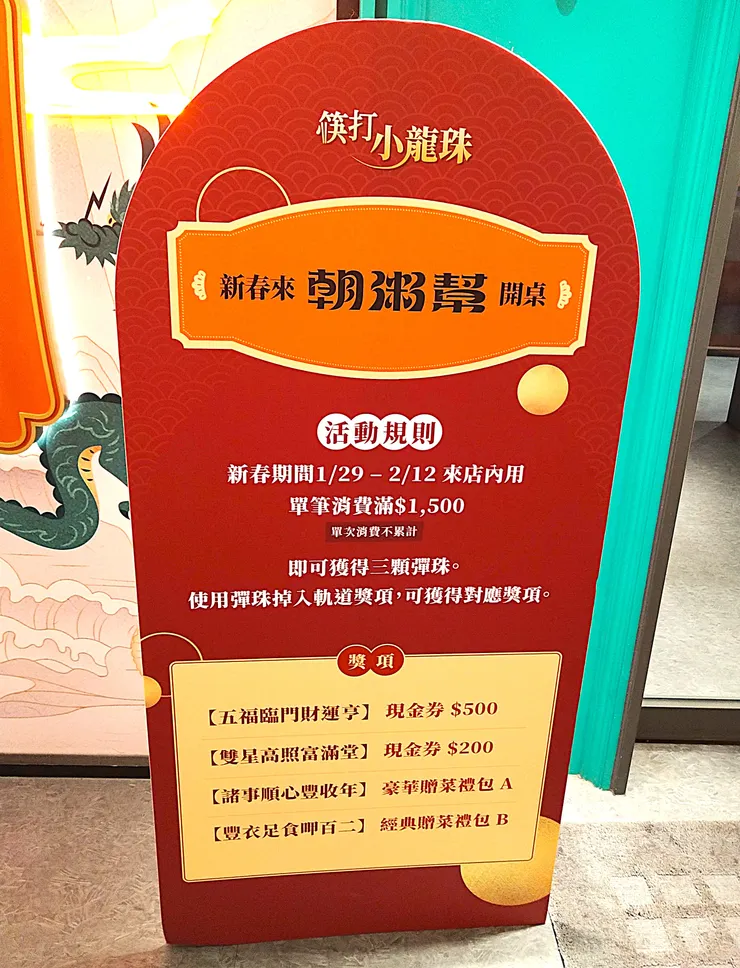 筷打小龍珠
新春來 朝粥幫 開桌
活動規則
新春期間1/29 – 2/12 來店內用
單筆消費滿$1,500
單次消費不累計
即可獲得三顆彈珠。
使用彈珠掉入軌道獎項,可獲得對應獎項。
獎項
【五福臨門財運亨】 現金券 $500
【雙星高照富滿堂】 現金券 $200
【諸事順心豐收年】 豪華贈菜禮包 A
【豐衣足食呷百二】 經典贈菜禮包 B